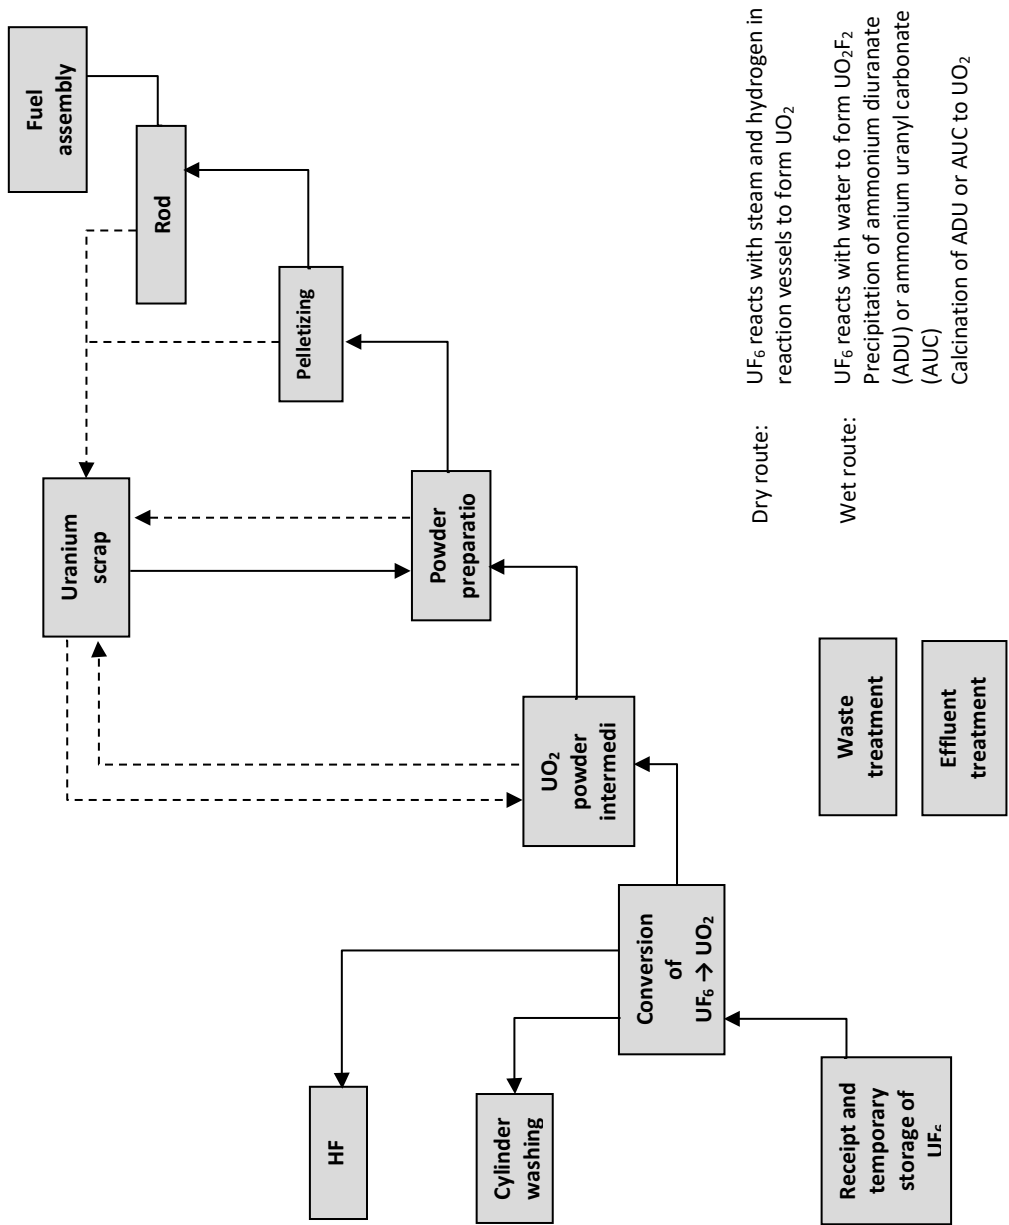 Fuel
assembly
Uranium
scrap
Rod
HF
Pelletizing
Powder
preparatio
Cylinder
washing
UO₂
powder
intermedi
Conversion
of
UF₆ → UO₂
Receipt and
temporary
storage of
UF₆
Waste
treatment
Effluent
treatment
Dry route: UF₆ reacts with steam and hydrogen in
reaction vessels to form UO₂
Wet route: UF₆ reacts with water to form UO₂F₂
Precipitation of ammonium diuranate
(ADU) or ammonium uranyl carbonate
(AUC)
Calcination of ADU or AUC to UO₂